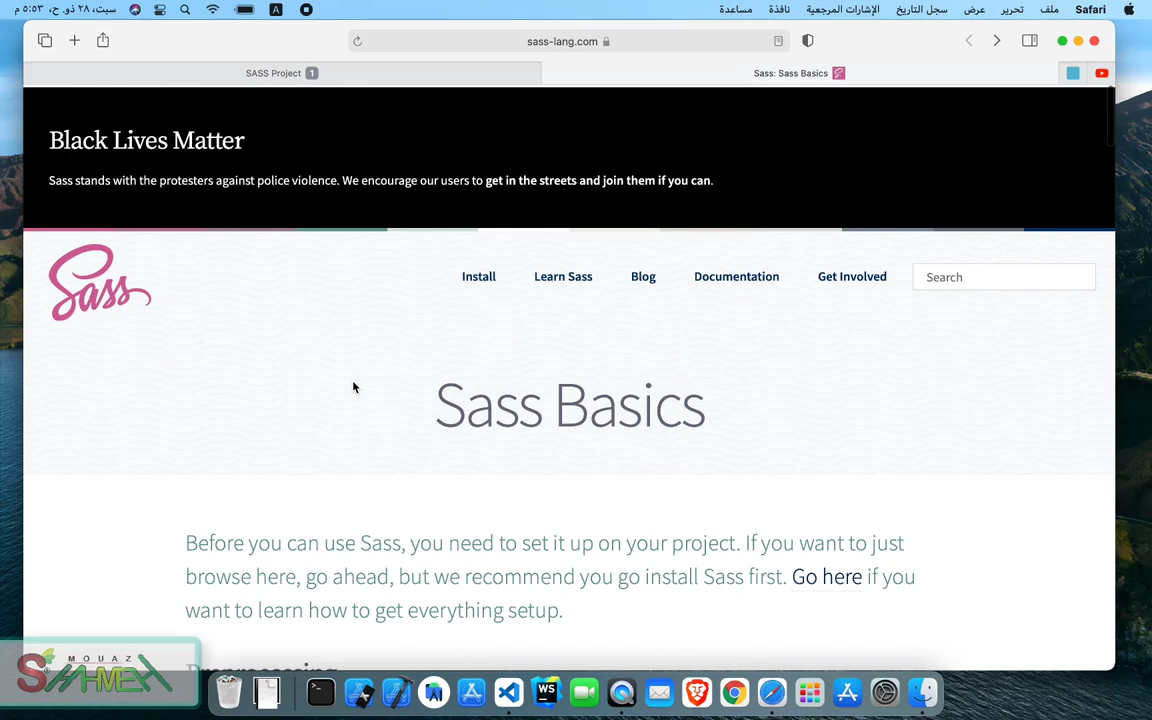 Safari ملف تحرير عرض سجل التاريخ الإشارات المرجعية نافذة مساعدة
سبت، ٢٨ ذو. ح، ٥:٥٣ م
A
sass-lang.com
SASS Project 1
Sass: Sass Basics
Black Lives Matter
Sass stands with the protesters against police violence. We encourage our users to get in the streets and join them if you can.
Sass
Install
Learn Sass
Blog
Documentation
Get Involved
Search
Sass Basics
Before you can use Sass, you need to set it up on your project. If you want to just
browse here, go ahead, but we recommend you go install Sass first. Go here if you
want to learn how to get everything setup.
Preprocessing
MOUAZ
WS